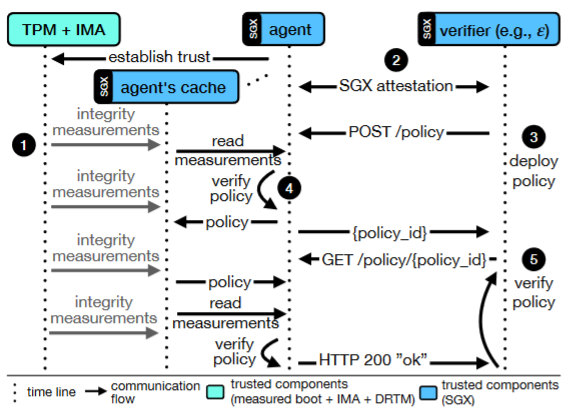 TPM + IMA
SGX
agent
SGX
verifier (e.g., ε)
establish trust
2
SGX
agent's cache
SGX attestation
integrity
measurements
1
POST /policy
3
deploy
policy
read
measurements
integrity
measurements
verify
policy
4
policy
{policy_id}
integrity
measurements
GET /policy/{policy_id}
5
verify
policy
policy
integrity
measurements
read
measurements
verify
policy
HTTP 200 "ok"
time line
communication
flow
trusted components
(measured boot + IMA + DRTM)
trusted components
(SGX)